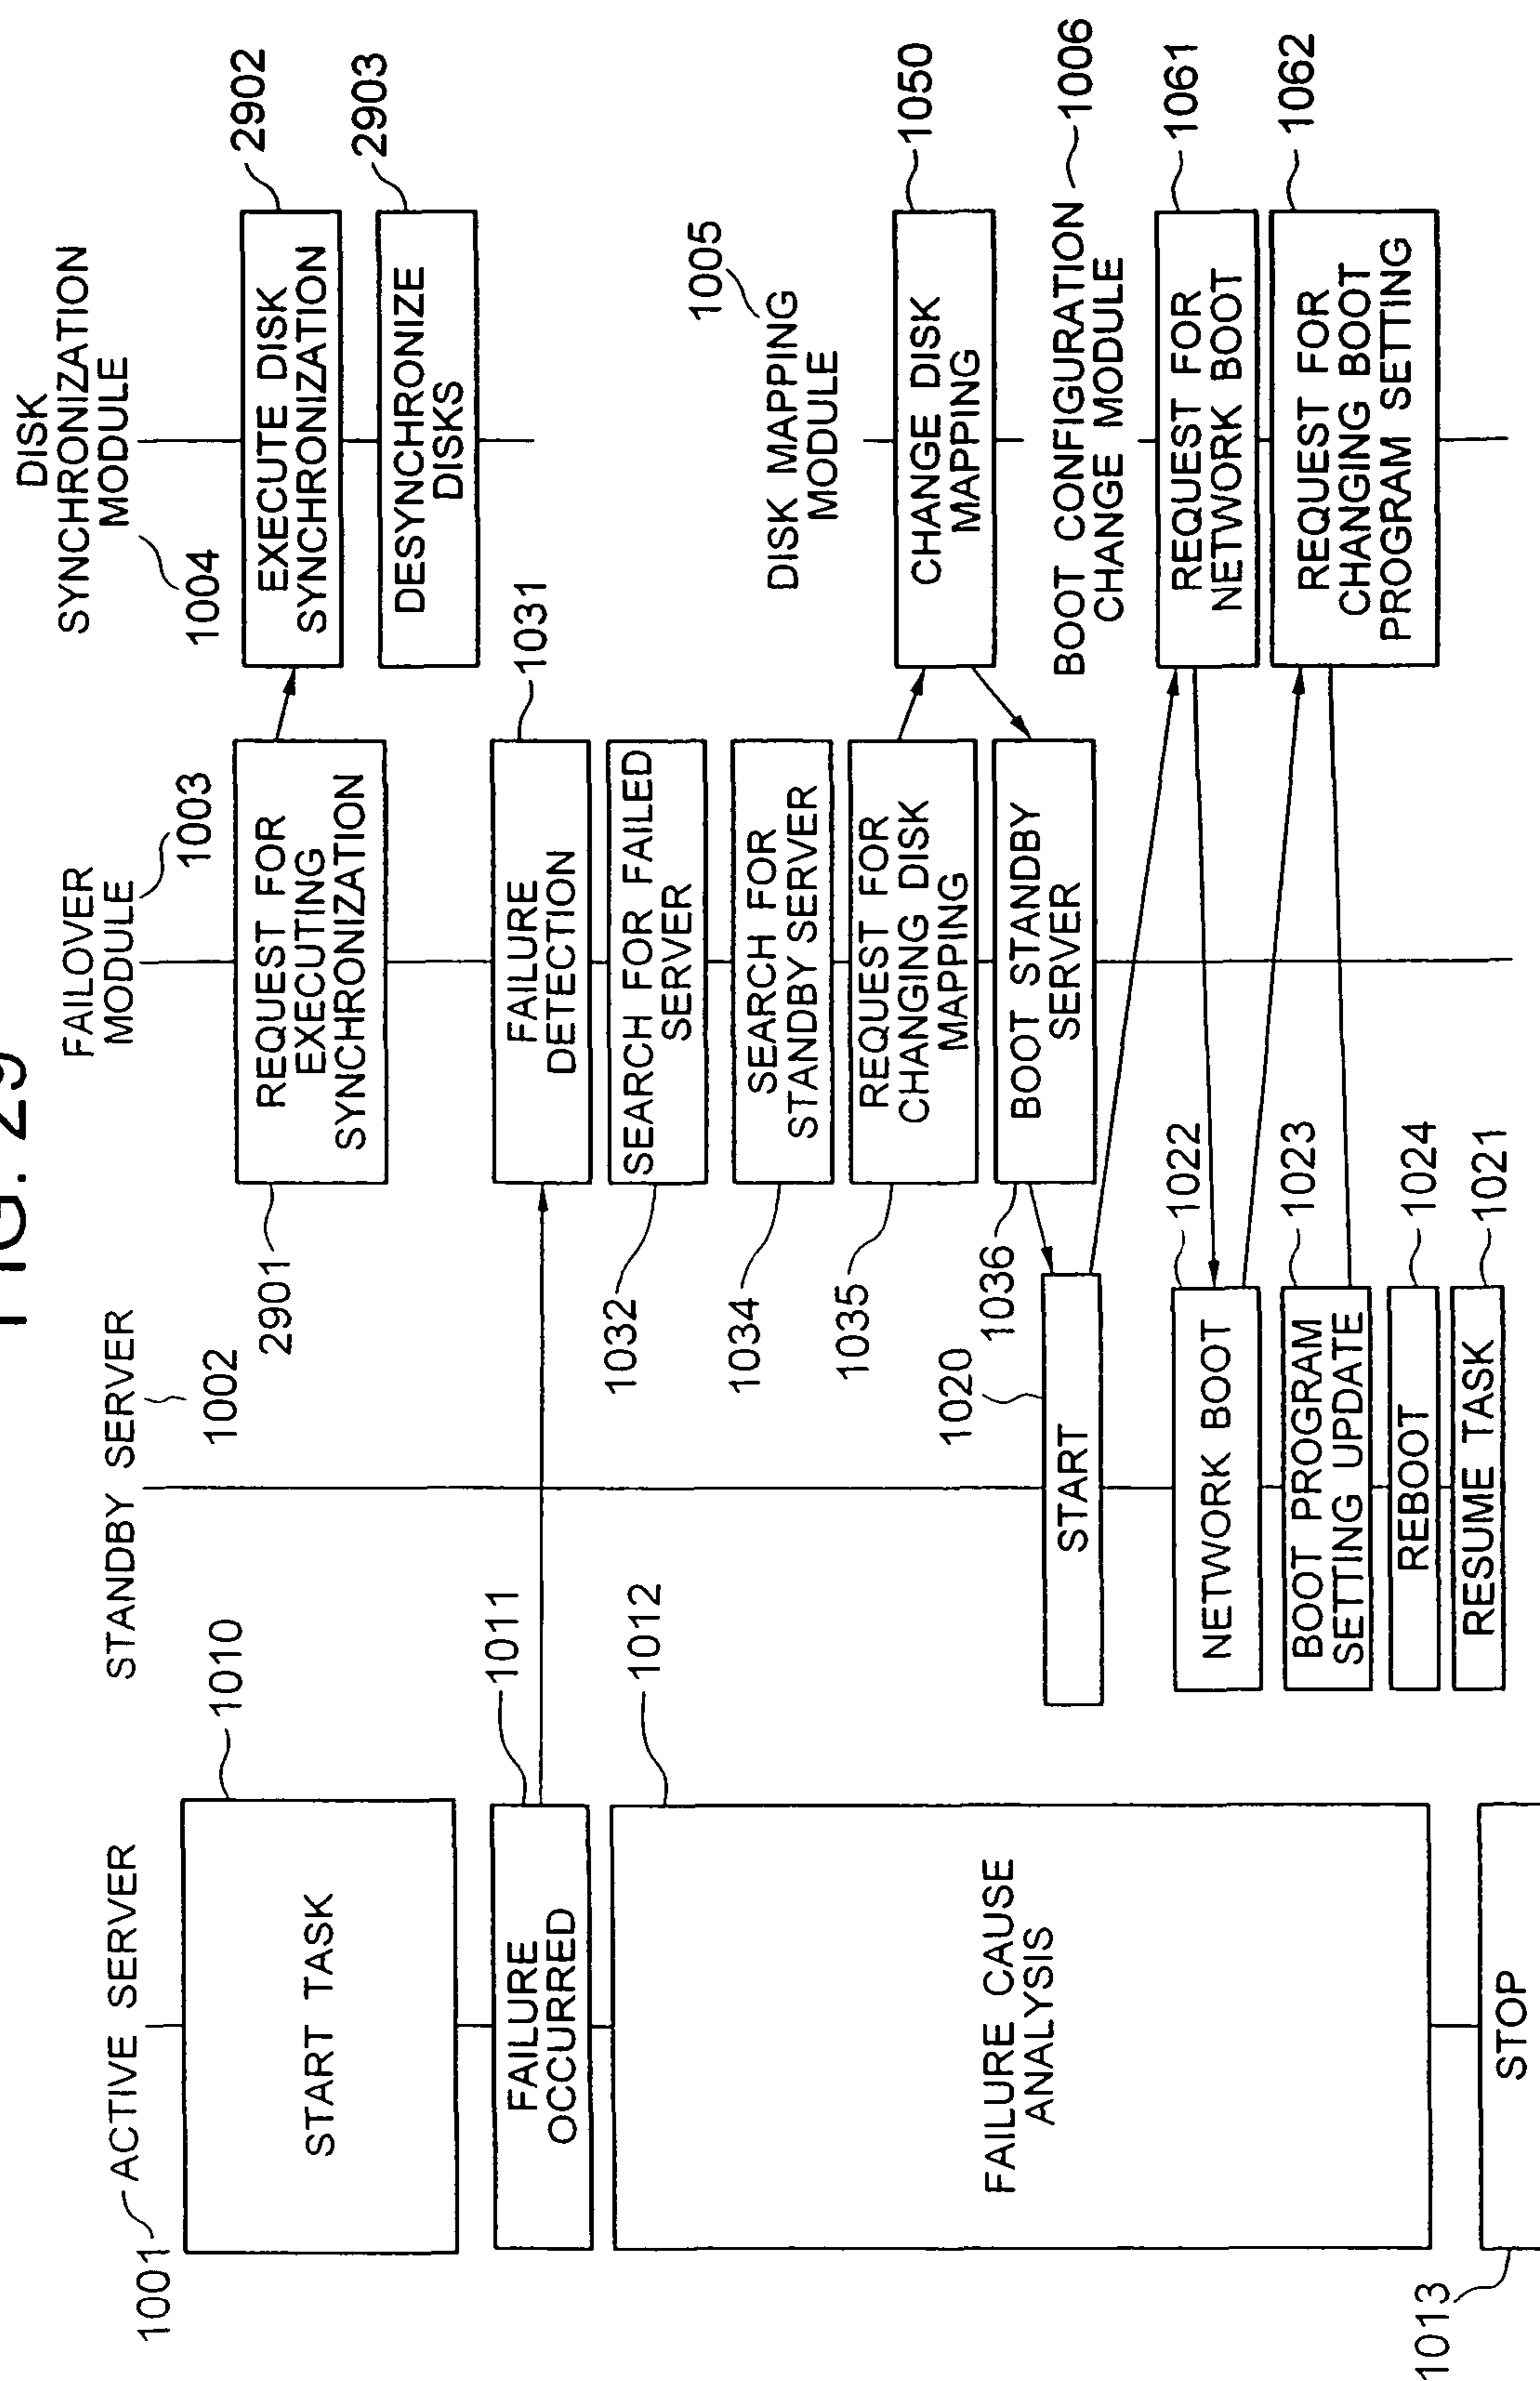 FIG. 29
1001
ACTIVE SERVER
STANDBY SERVER
1002
FAILOVER
MODULE
1003
DISK
SYNCHRONIZATION
MODULE
1004
START TASK
1010
2901
REQUEST FOR
EXECUTING
SYNCHRONIZATION
EXECUTE DISK
SYNCHRONIZATION
2902
DESYNCHRONIZE
DISKS
2903
FAILURE
OCCURRED
1011
FAILURE
DETECTION
1031
FAILURE CAUSE
ANALYSIS
1012
1032
SEARCH FOR FAILED
SERVER
1034
SEARCH FOR
STANDBY SERVER
1005
DISK MAPPING
MODULE
1035
REQUEST FOR
CHANGING DISK
MAPPING
CHANGE DISK
MAPPING
1050
1036
BOOT STANDBY
SERVER
1020
START
BOOT CONFIGURATION
CHANGE MODULE
1006
NETWORK BOOT
1022
REQUEST FOR
NETWORK BOOT
1061
BOOT PROGRAM
SETTING UPDATE
1023
REQUEST FOR
CHANGING BOOT
PROGRAM SETTING
1062
REBOOT
1024
RESUME TASK
1021
1013
STOP